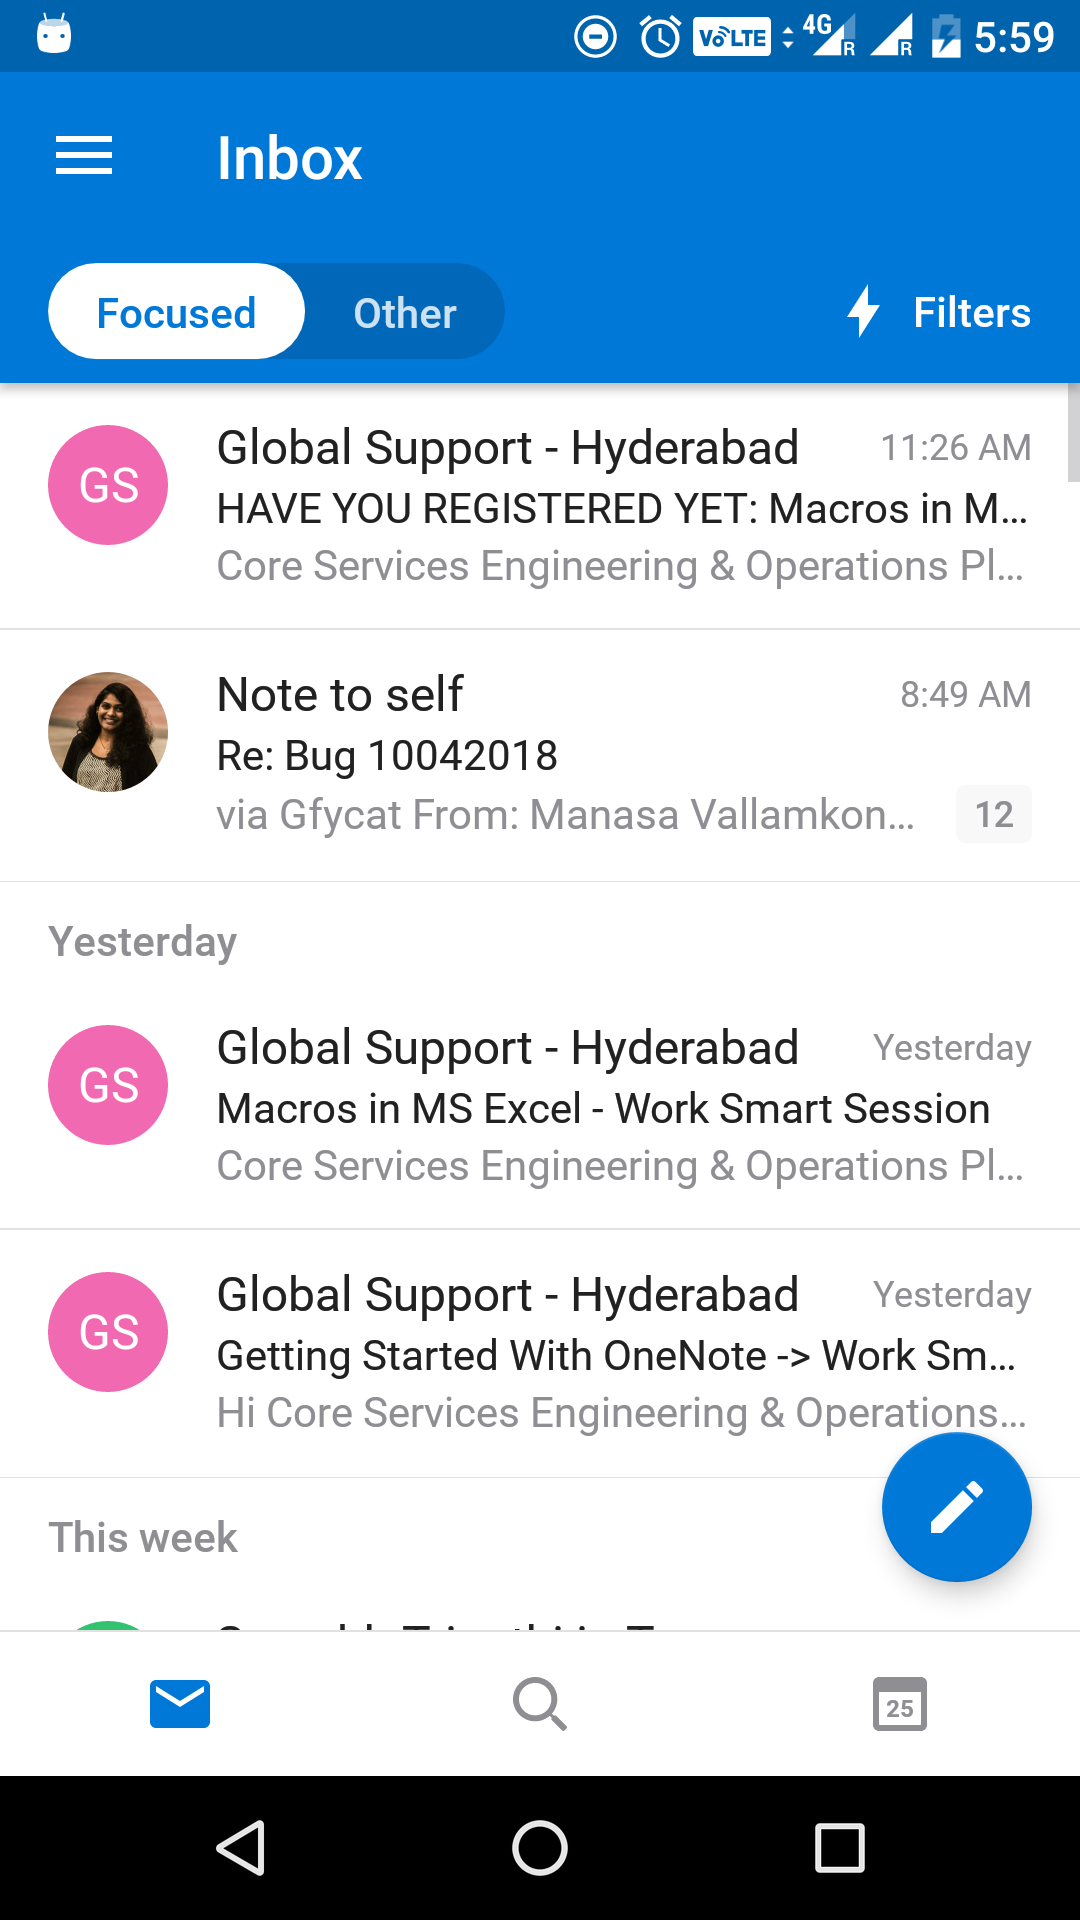 VoLTE 4G R R 5:59
Inbox
Focused Other Filters
GS Global Support - Hyderabad 11:26 AM
HAVE YOU REGISTERED YET: Macros in M...
Core Services Engineering & Operations Pl...
Note to self 8:49 AM
Re: Bug 10042018
via Gfycat From: Manasa Vallamkon... 12
Yesterday
GS Global Support - Hyderabad Yesterday
Macros in MS Excel - Work Smart Session
Core Services Engineering & Operations Pl...
GS Global Support - Hyderabad Yesterday
Getting Started With OneNote -> Work Sm...
Hi Core Services Engineering & Operations...
This week
25